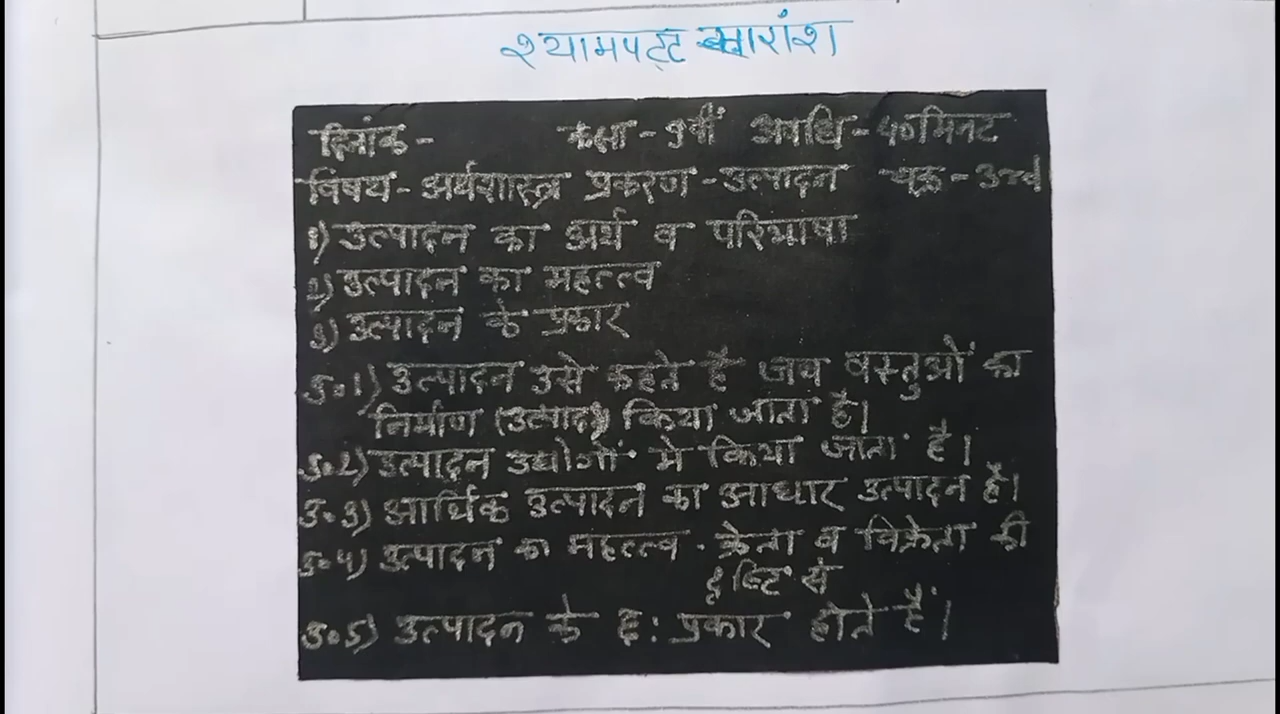 श्यामपट्ट सारांश
दिनांक- कक्षा-9वीं अवधि-40मिनट
विषय-अर्थशास्त्र प्रकरण-उत्पादन चक्र-3rd
1) उत्पादन का अर्थ व परिभाषा
2) उत्पादन का महत्त्व
3) उत्पादन के प्रकार
उ.1) उत्पादन उसे कहते है जब वस्तुओं का
निर्माण (उत्पाद) किया जाता है।
उ.2) उत्पादन उद्योगों में किया जाता है।
उ.3) आर्थिक उत्पादन का आधार उत्पादन है।
उ.4) उत्पादन का महत्त्व - क्रेता व विक्रेता की
दृष्टि से
उ.5) उत्पादन के छ: प्रकार होते हैं।